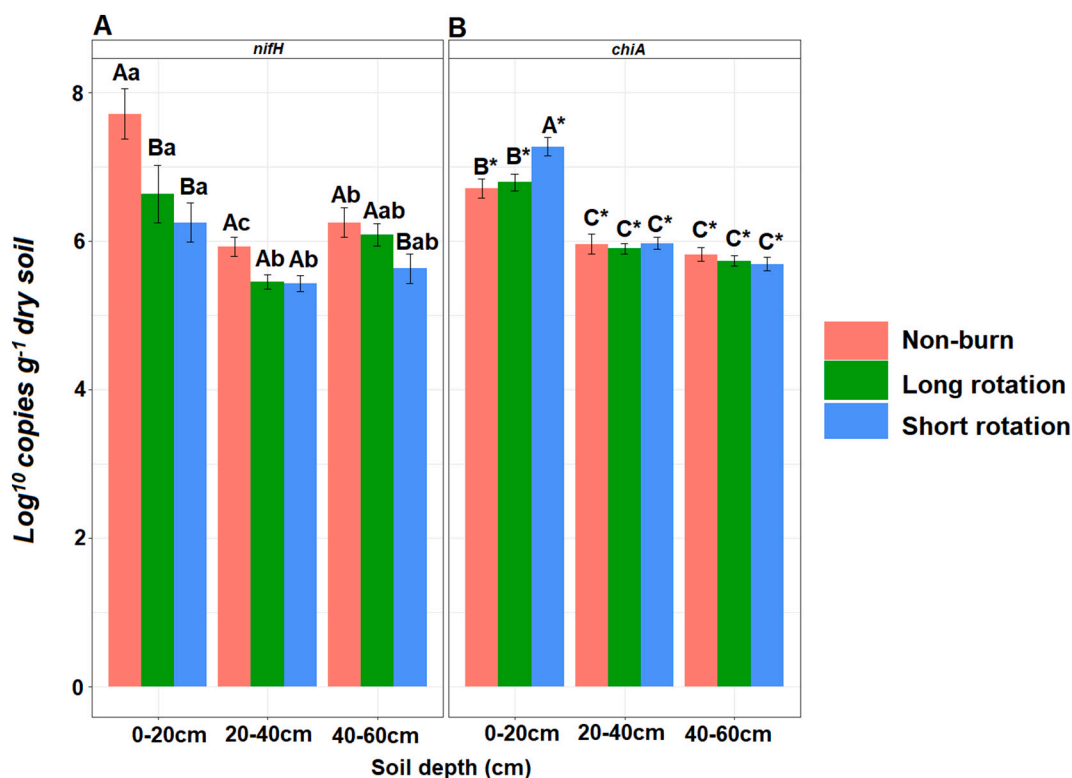 A
B
nifH
chiA
Log¹⁰ copies g⁻¹ dry soil
8
6
4
2
0
Aa
Ba
Ba
Ac
Ab
Ab
Ab
Aab
Bab
B*
B*
A*
C*
C*
C*
C*
C*
C*
Non-burn
Long rotation
Short rotation
0-20cm
20-40cm
40-60cm
0-20cm
20-40cm
40-60cm
Soil depth (cm)